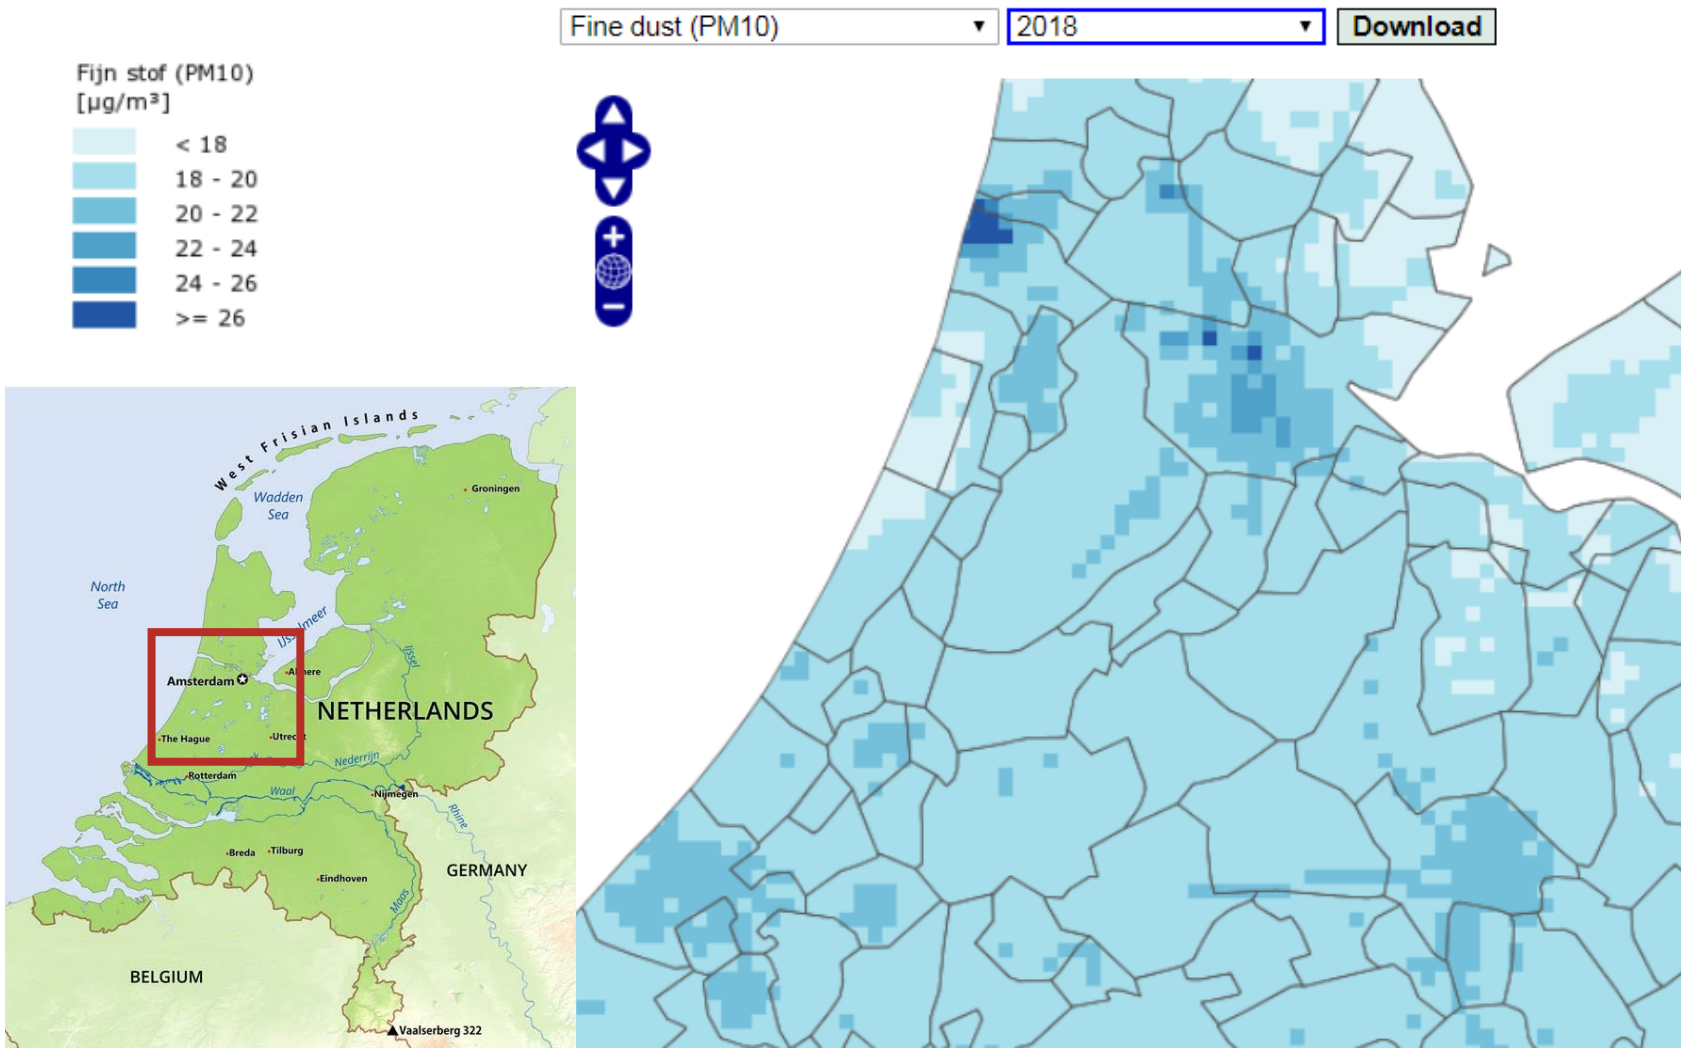 Fine dust (PM10)
2018
Download
Fijn stof (PM10)
[µg/m³]
< 18
18 - 20
20 - 22
22 - 24
24 - 26
>= 26
West Frisian Islands
Wadden
Sea
Groningen
North
Sea
IJsselmeer
IJssel
Amsterdam
Almere
NETHERLANDS
The Hague
Utrecht
Lek
Nederrijn
Rotterdam
Waal
Nijmegen
Rhine
Breda
Tilburg
Eindhoven
GERMANY
Maas
BELGIUM
Vaalserberg 322